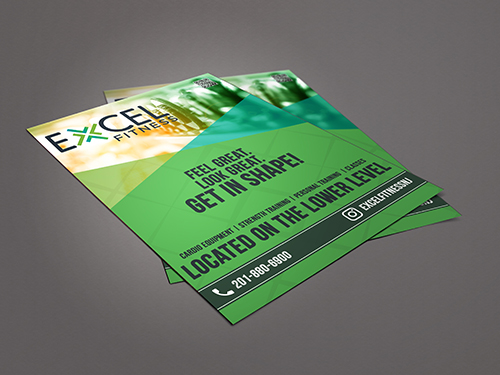 EXCEL
FITNESS
FEEL GREAT.
LOOK GREAT.
GET IN SHAPE!
CARDIO EQUIPMENT | STRENGTH TRAINING | PERSONAL TRAINING | CLASSES
LOCATED ON THE LOWER LEVEL
201-880-8900 EXCELFITNESSNJ